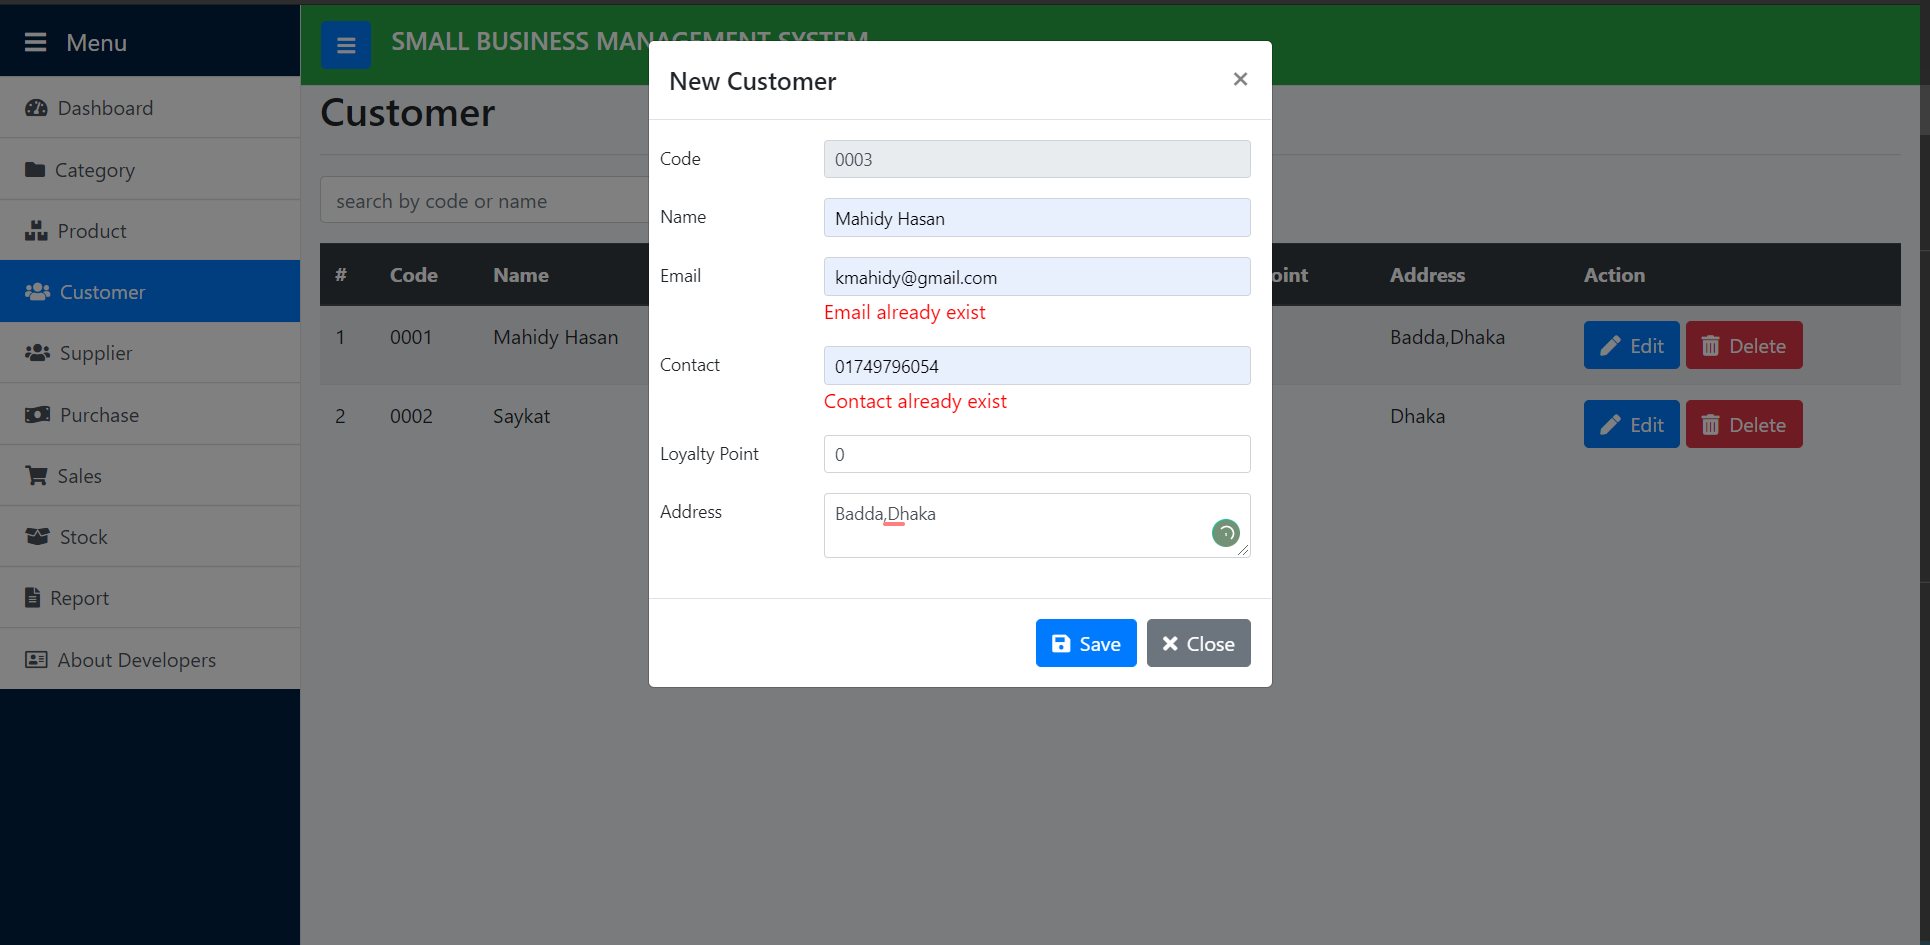 Menu
SMALL BUSINESS MANAGEMENT SYSTEM
Dashboard
Category
Product
Customer
Supplier
Purchase
Sales
Stock
Report
About Developers
Customer
search by code or name
# Code Name oint Address Action
1 0001 Mahidy Hasan Badda,Dhaka Edit Delete
2 0002 Saykat Dhaka Edit Delete
New Customer ×
Code 0003
Name Mahidy Hasan
Email kmahidy@gmail.com
Email already exist
Contact 01749796054
Contact already exist
Loyalty Point 0
Address Badda,Dhaka
Save Close